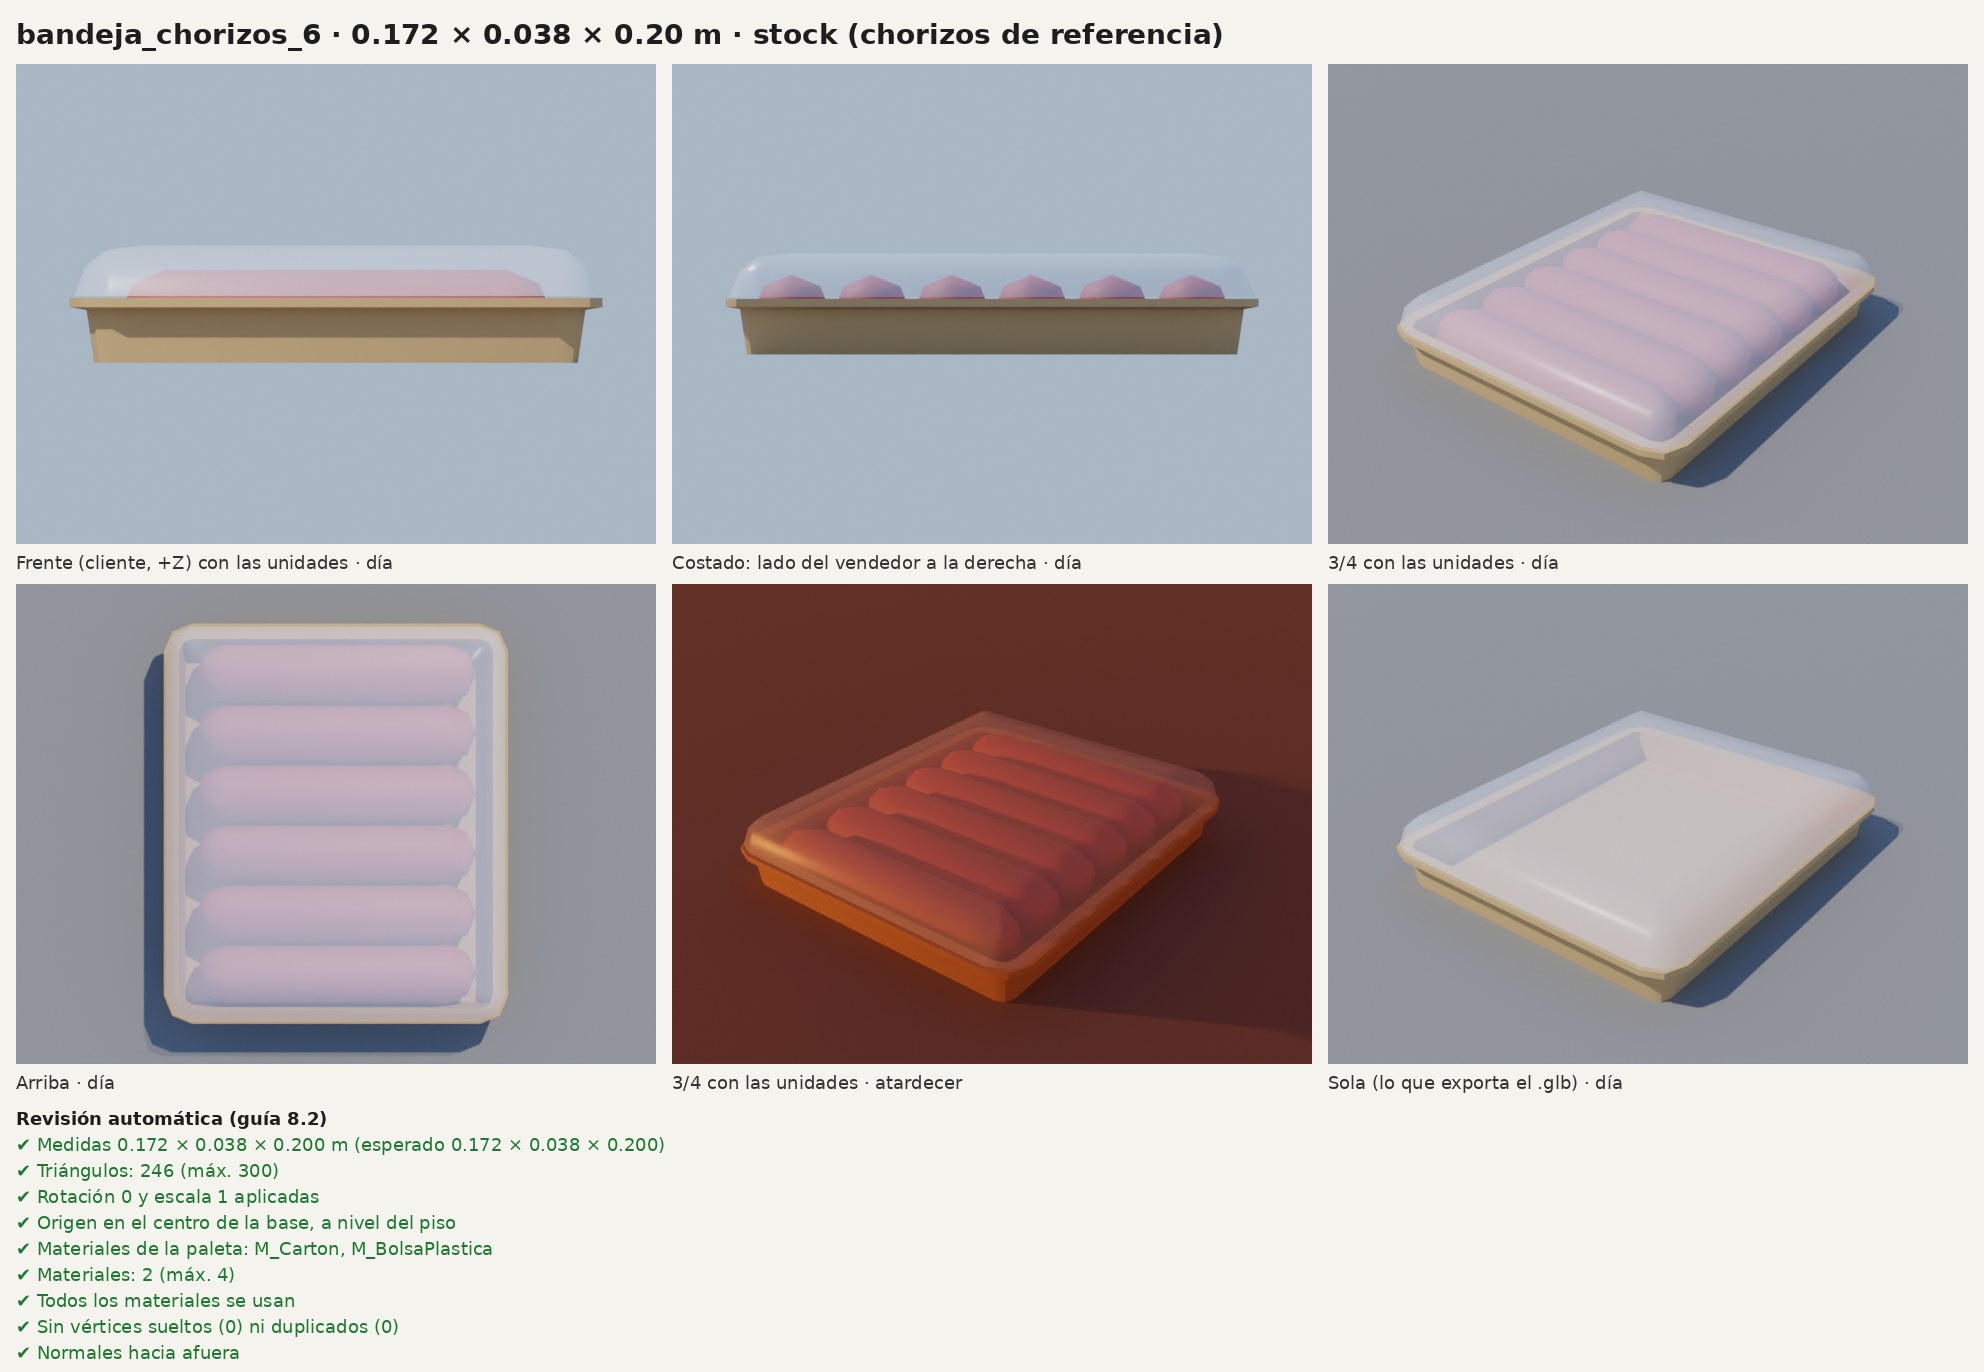 bandeja_chorizos_6 · 0.172 × 0.038 × 0.20 m · stock (chorizos de referencia)
Frente (cliente, +Z) con las unidades · día
Costado: lado del vendedor a la derecha · día
3/4 con las unidades · día
Arriba · día
3/4 con las unidades · atardecer
Sola (lo que exporta el .glb) · día
Revisión automática (guía 8.2)
✔ Medidas 0.172 × 0.038 × 0.200 m (esperado 0.172 × 0.038 × 0.200)
✔ Triángulos: 246 (máx. 300)
✔ Rotación 0 y escala 1 aplicadas
✔ Origen en el centro de la base, a nivel del piso
✔ Materiales de la paleta: M_Carton, M_BolsaPlastica
✔ Materiales: 2 (máx. 4)
✔ Todos los materiales se usan
✔ Sin vértices sueltos (0) ni duplicados (0)
✔ Normales hacia afuera